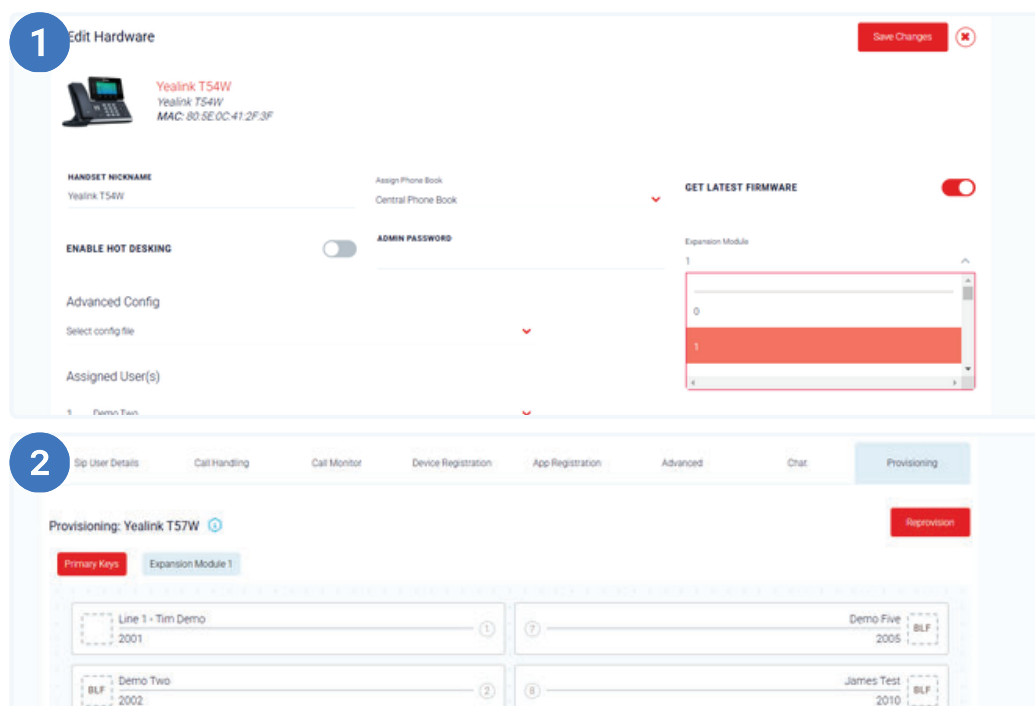 1
Edit Hardware
Save Changes
Yealink T54W
Yealink T54W
MAC: 80:5E:0C:41:2F:3F
HANDSET NICKNAME
Yealink T54W
Assign Phone Book
Central Phone Book
GET LATEST FIRMWARE
ENABLE HOT DESKING
ADMIN PASSWORD
Expansion Module
1
0
1
Advanced Config
Select config file
Assigned User(s)
1 Demo Two
2
Sip User Details Call Handling Call Monitor Device Registration App Registration Advanced Chat Provisioning
Provisioning: Yealink T57W
Reprovision
Primary Keys Expansion Module 1
Line 1 - Tim Demo
2001
1
7
Demo Five
2005
BLF
BLF
Demo Two
2002
2
8
James Test
2010
BLF